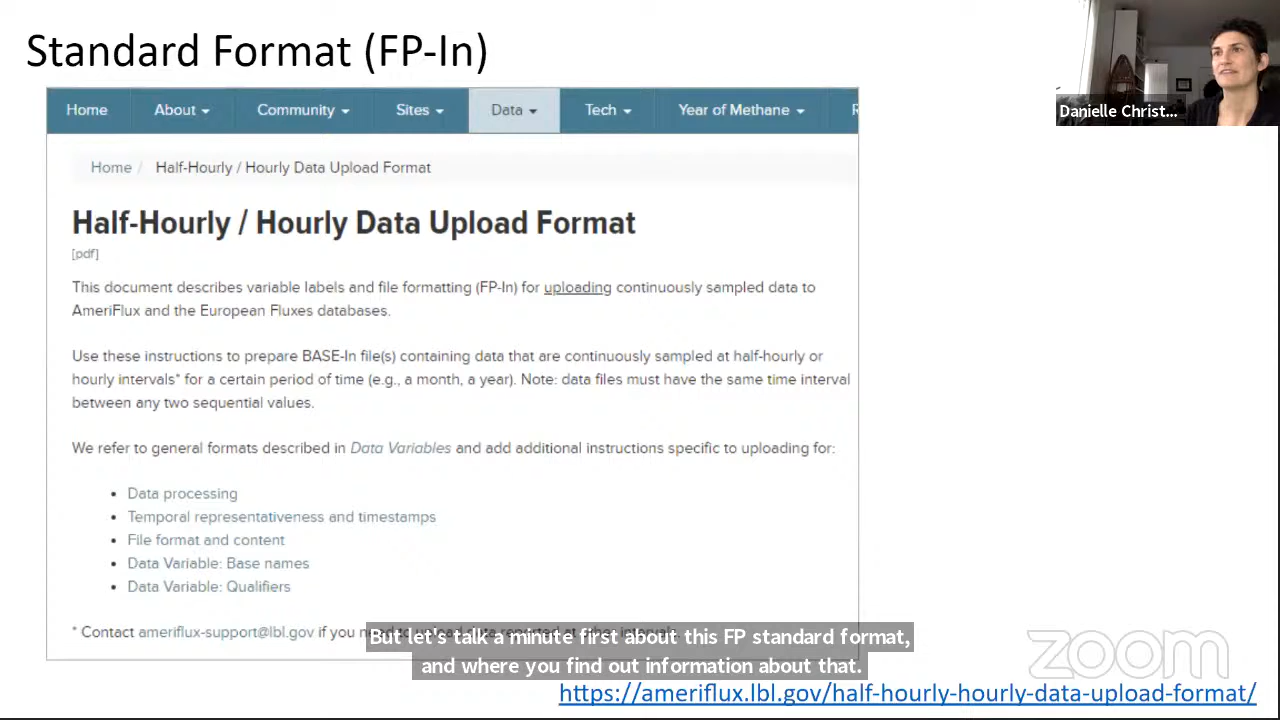 Standard Format (FP-In)
Danielle Christ...
Home About Community Sites Data Tech Year of Methane R
Home / Half-Hourly / Hourly Data Upload Format
Half-Hourly / Hourly Data Upload Format
[pdf]
This document describes variable labels and file formatting (FP-In) for uploading continuously sampled data to
AmeriFlux and the European Fluxes databases.
Use these instructions to prepare BASE-In file(s) containing data that are continuously sampled at half-hourly or
hourly intervals* for a certain period of time (e.g., a month, a year). Note: data files must have the same time interval
between any two sequential values.
We refer to general formats described in Data Variables and add additional instructions specific to uploading for:
• Data processing
• Temporal representativeness and timestamps
• File format and content
• Data Variable: Base names
• Data Variable: Qualifiers
* Contact ameriflux-support@lbl.gov if you
But let's talk a minute first about this FP standard format,
and where you find out information about that.
zoom
https://ameriflux.lbl.gov/half-hourly-hourly-data-upload-format/